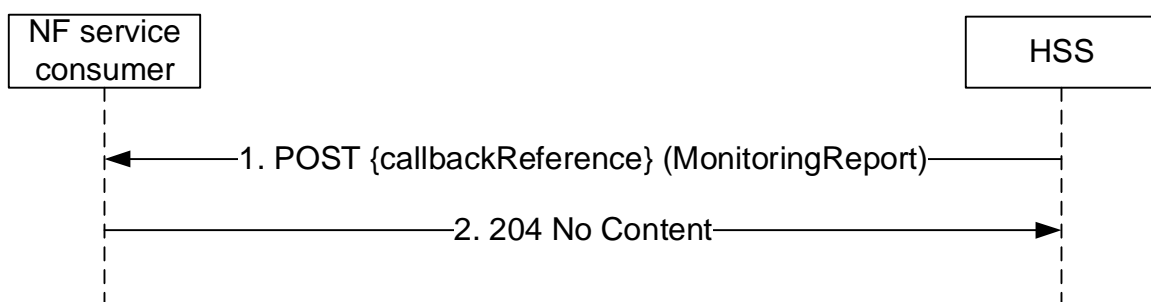 NF service
consumer
HSS
1. POST {callbackReference} (MonitoringReport)
2. 204 No Content